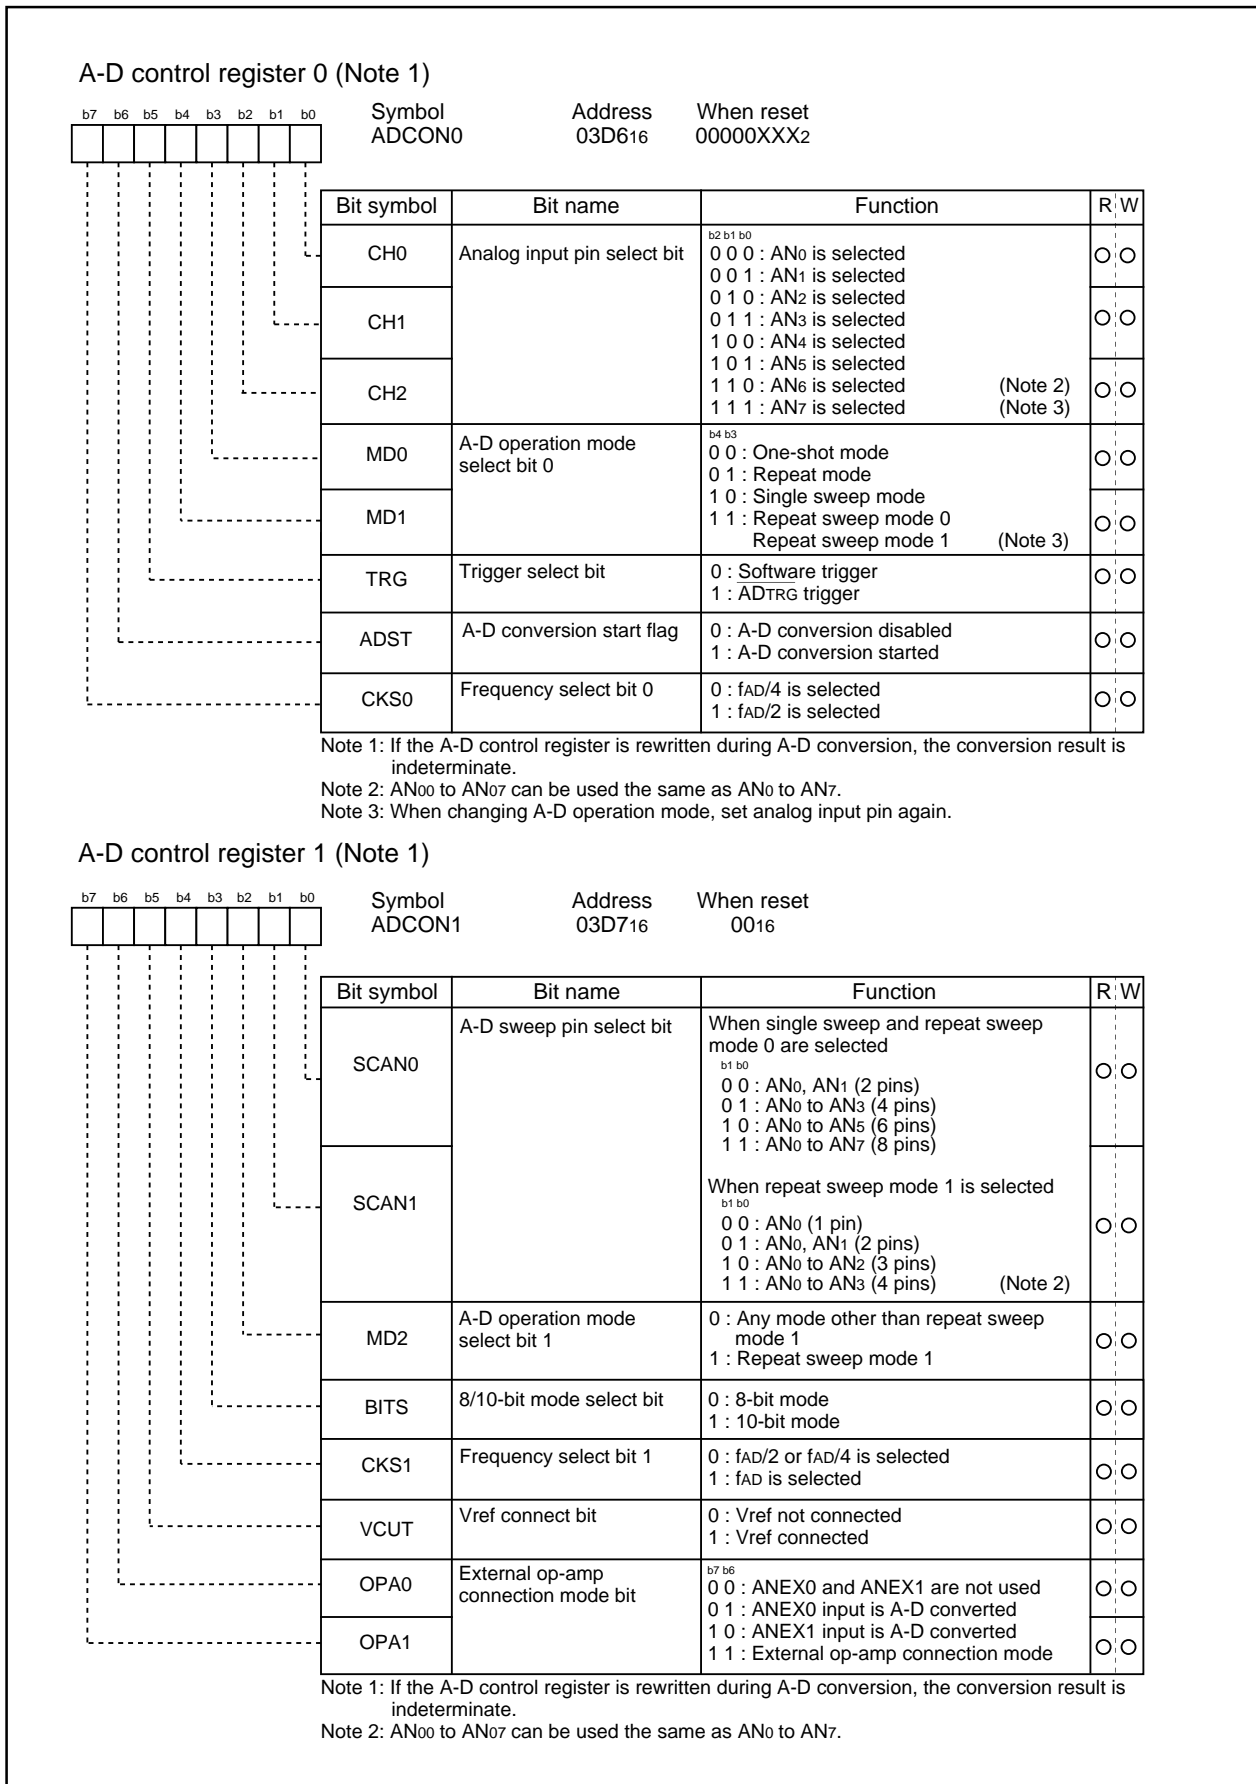 A-D control register 0 (Note 1)
b7 b6 b5 b4 b3 b2 b1 b0
Symbol Address When reset
ADCON0 03D616 00000XXX2
Bit symbol Bit name Function R W
CH0 Analog input pin select bit
b2 b1 b0
0 0 0 : AN0 is selected
0 0 1 : AN1 is selected
0 1 0 : AN2 is selected
CH1
0 1 1 : AN3 is selected
1 0 0 : AN4 is selected
1 0 1 : AN5 is selected
CH2
1 1 0 : AN6 is selected (Note 2)
1 1 1 : AN7 is selected (Note 3)
MD0 A-D operation mode
select bit 0
b4 b3
0 0 : One-shot mode
0 1 : Repeat mode
1 0 : Single sweep mode
MD1
1 1 : Repeat sweep mode 0
Repeat sweep mode 1 (Note 3)
TRG Trigger select bit
0 : Software trigger
1 : ADTRG trigger
ADST A-D conversion start flag
0 : A-D conversion disabled
1 : A-D conversion started
CKS0 Frequency select bit 0
0 : fAD/4 is selected
1 : fAD/2 is selected
Note 1: If the A-D control register is rewritten during A-D conversion, the conversion result is
indeterminate.
Note 2: AN00 to AN07 can be used the same as AN0 to AN7.
Note 3: When changing A-D operation mode, set analog input pin again.
A-D control register 1 (Note 1)
b7 b6 b5 b4 b3 b2 b1 b0
Symbol Address When reset
ADCON1 03D716 0016
Bit symbol Bit name Function R W
SCAN0 A-D sweep pin select bit
When single sweep and repeat sweep
mode 0 are selected
b1 b0
0 0 : AN0, AN1 (2 pins)
0 1 : AN0 to AN3 (4 pins)
1 0 : AN0 to AN5 (6 pins)
1 1 : AN0 to AN7 (8 pins)
SCAN1
When repeat sweep mode 1 is selected
b1 b0
0 0 : AN0 (1 pin)
0 1 : AN0, AN1 (2 pins)
1 0 : AN0 to AN2 (3 pins)
1 1 : AN0 to AN3 (4 pins) (Note 2)
MD2 A-D operation mode
select bit 1
0 : Any mode other than repeat sweep
mode 1
1 : Repeat sweep mode 1
BITS 8/10-bit mode select bit
0 : 8-bit mode
1 : 10-bit mode
CKS1 Frequency select bit 1
0 : fAD/2 or fAD/4 is selected
1 : fAD is selected
VCUT Vref connect bit
0 : Vref not connected
1 : Vref connected
OPA0 External op-amp
connection mode bit
b7 b6
0 0 : ANEX0 and ANEX1 are not used
0 1 : ANEX0 input is A-D converted
OPA1
1 0 : ANEX1 input is A-D converted
1 1 : External op-amp connection mode
Note 1: If the A-D control register is rewritten during A-D conversion, the conversion result is
indeterminate.
Note 2: AN00 to AN07 can be used the same as AN0 to AN7.